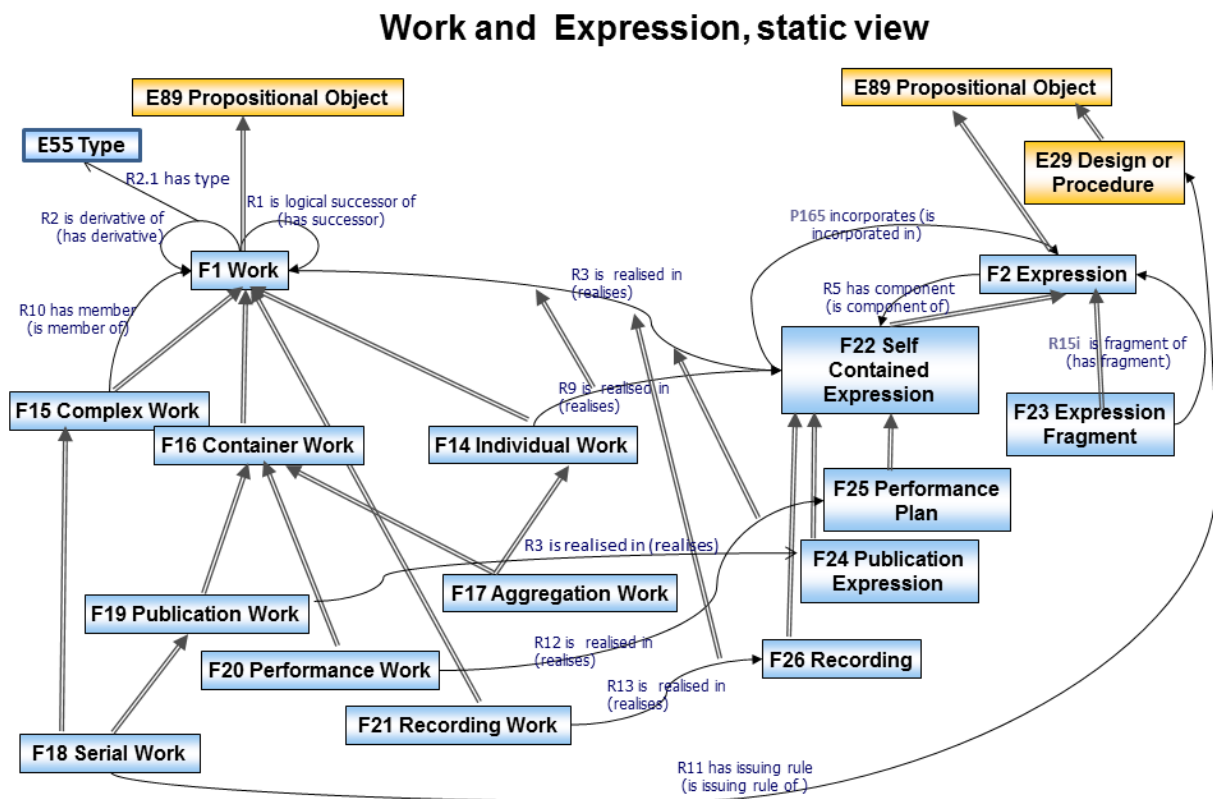 Work and Expression, static view
E89 Propositional Object
E89 Propositional Object
E55 Type
E29 Design or
Procedure
R2.1 has type
R1 is logical successor of
(has successor)
R2 is derivative of
(has derivative)
P165 incorporates (is
incorporated in)
F1 Work
R3 is realised in
(realises)
F2 Expression
R5 has component
(is component of)
R10 has member
(is member of)
F22 Self
Contained
Expression
R15i is fragment of
(has fragment)
R9 is realised in
(realises)
F15 Complex Work
F16 Container Work
F14 Individual Work
F23 Expression
Fragment
F25 Performance
Plan
R3 is realised in (realises)
F24 Publication
Expression
F19 Publication Work
F17 Aggregation Work
R12 is realised in
(realises)
F20 Performance Work
F26 Recording
R13 is realised in
(realises)
F21 Recording Work
F18 Serial Work
R11 has issuing rule
(is issuing rule of )